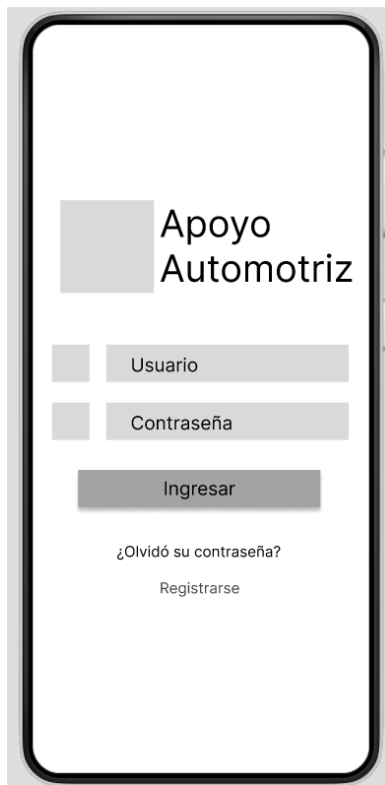 Apoyo
Automotriz
Usuario
Contraseña
Ingresar
¿Olvidó su contraseña?
Registrarse